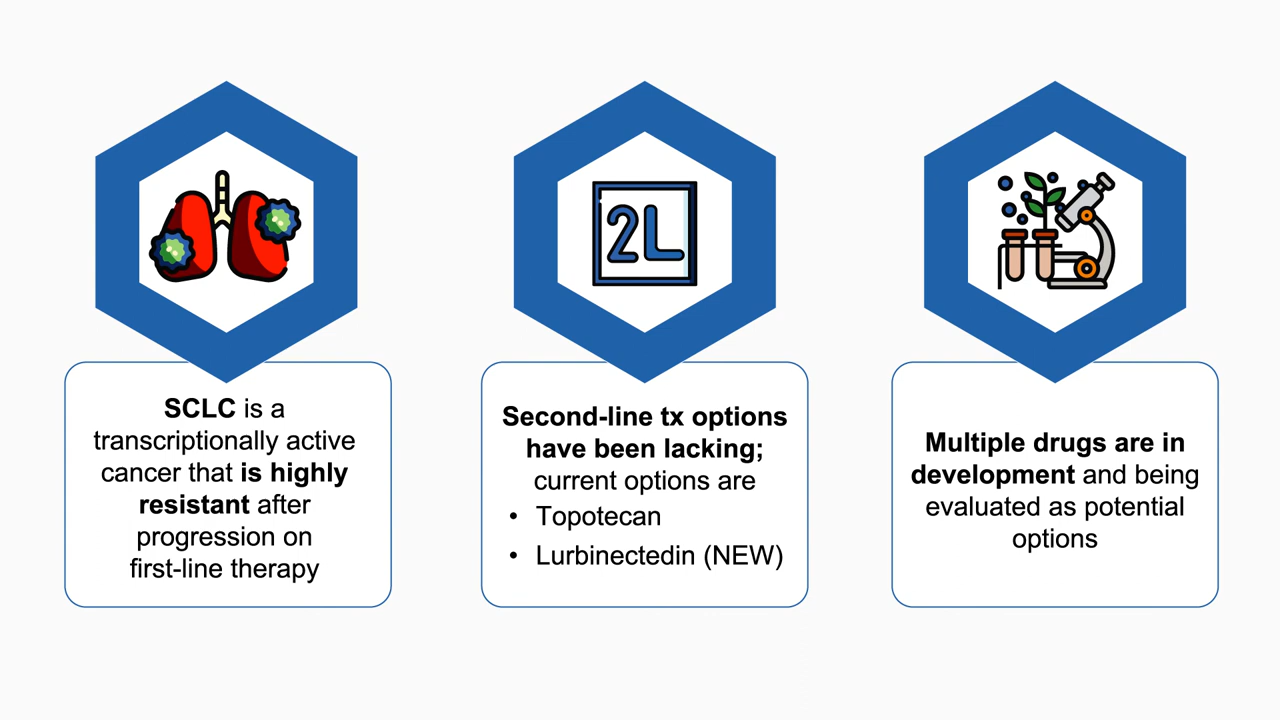 SCLC is a
transcriptionally active
cancer that is highly
resistant after
progression on
first-line therapy
2L
Second-line tx options
have been lacking;
current options are
• Topotecan
• Lurbinectedin (NEW)
Multiple drugs are in
development and being
evaluated as potential
options